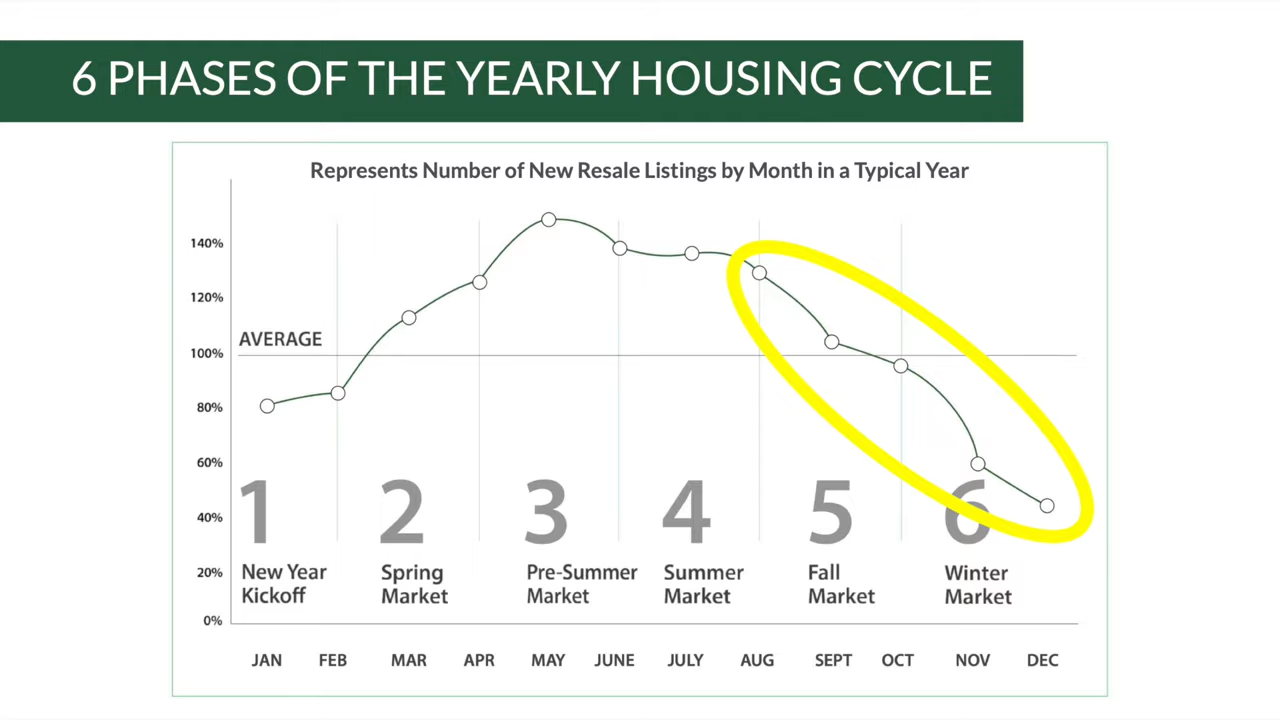 6 PHASES OF THE YEARLY HOUSING CYCLE
Represents Number of New Resale Listings by Month in a Typical Year
140%
120%
AVERAGE
100%
80%
60%
40%
20%
0%
1
New Year
Kickoff
2
Spring
Market
3
Pre-Summer
Market
4
Summer
Market
5
Fall
Market
6
Winter
Market
JAN FEB MAR APR MAY JUNE JULY AUG SEPT OCT NOV DEC